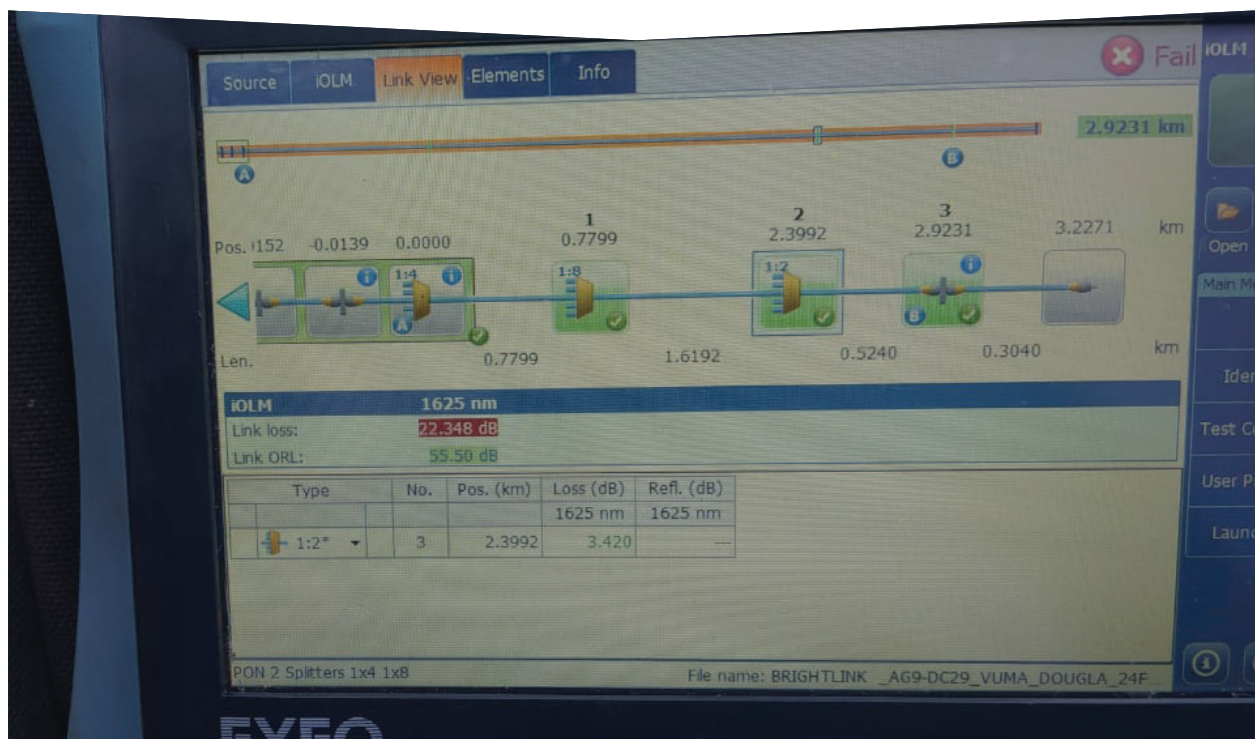 Source iOLM Link View Elements Info
Fail
iOLM
2.9231 km
A
B
Pos. -0.0139 0.0000 1 0.7799 2 2.3992 3 2.9231 3.2271 km
Open
1:4 1:8 1:2
A B
Main
Len. 0.7799 1.6192 0.5240 0.3040 km
iOLM 1625 nm
Link loss: 22.348 dB
Link ORL: 55.50 dB
Type No. Pos. (km) Loss (dB) Refl. (dB)
1625 nm 1625 nm
1:2* 3 2.3992 3.420 ---
Test
User
PON 2 Splitters 1x4 1x8
File name: BRIGHTLINK _AG9-DC29_VUMA_DOUGLA_24F
EXFO